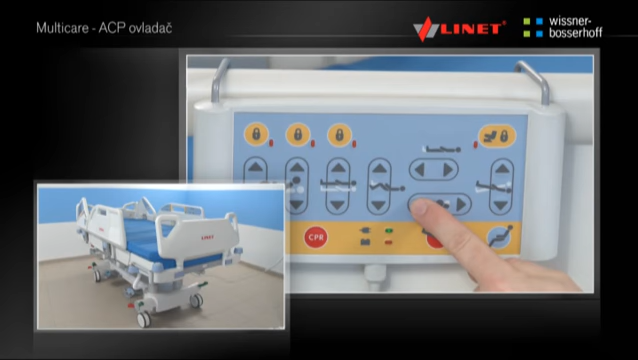 Multicare - ACP ovladač
LINET®
wissner-
bosserhoff
CPR
LINET